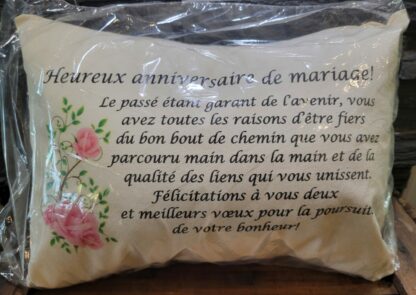 Heureux anniversaire de mariage!
Le passé étant garant de l'avenir, vous
avez toutes les raisons d'être fiers
du bon bout de chemin que vous avez
parcouru main dans la main et de la
qualité des liens qui vous unissent.
Félicitations à vous deux
et meilleurs vœux pour la poursuite
de votre bonheur!